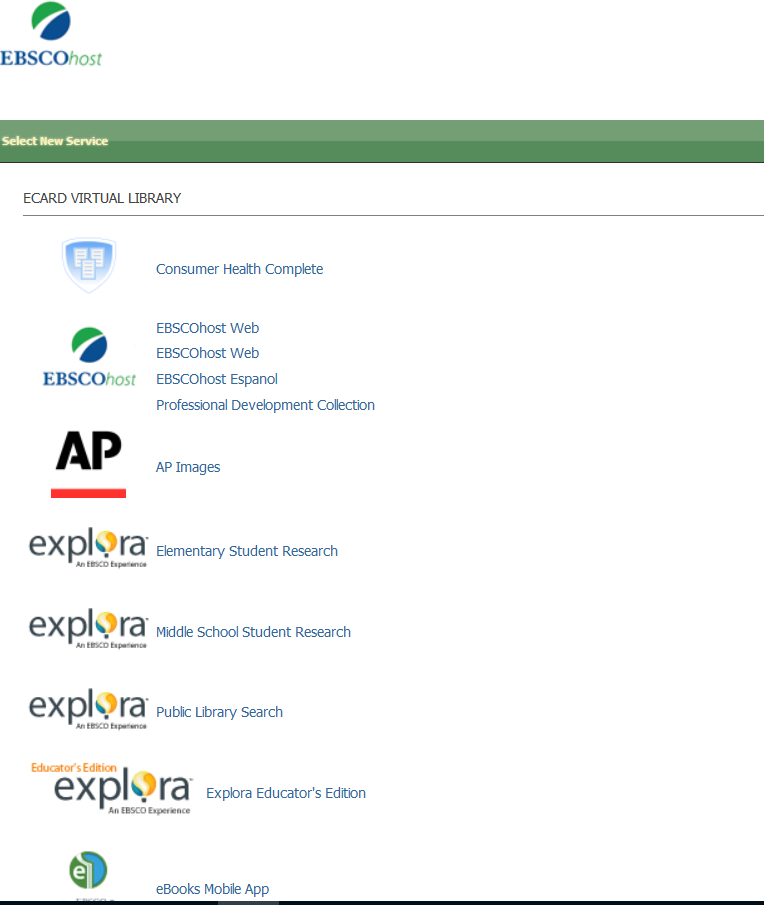 EBSCOhost
Select New Service
ECARD VIRTUAL LIBRARY
Consumer Health Complete
EBSCOhost
EBSCOhost Web
EBSCOhost Web
EBSCOhost Espanol
Professional Development Collection
AP
AP Images
explora
An EBSCO Experience
Elementary Student Research
explora
An EBSCO Experience
Middle School Student Research
explora
An EBSCO Experience
Public Library Search
Educator's Edition
explora
An EBSCO Experience
Explora Educator's Edition
e
eBooks Mobile App